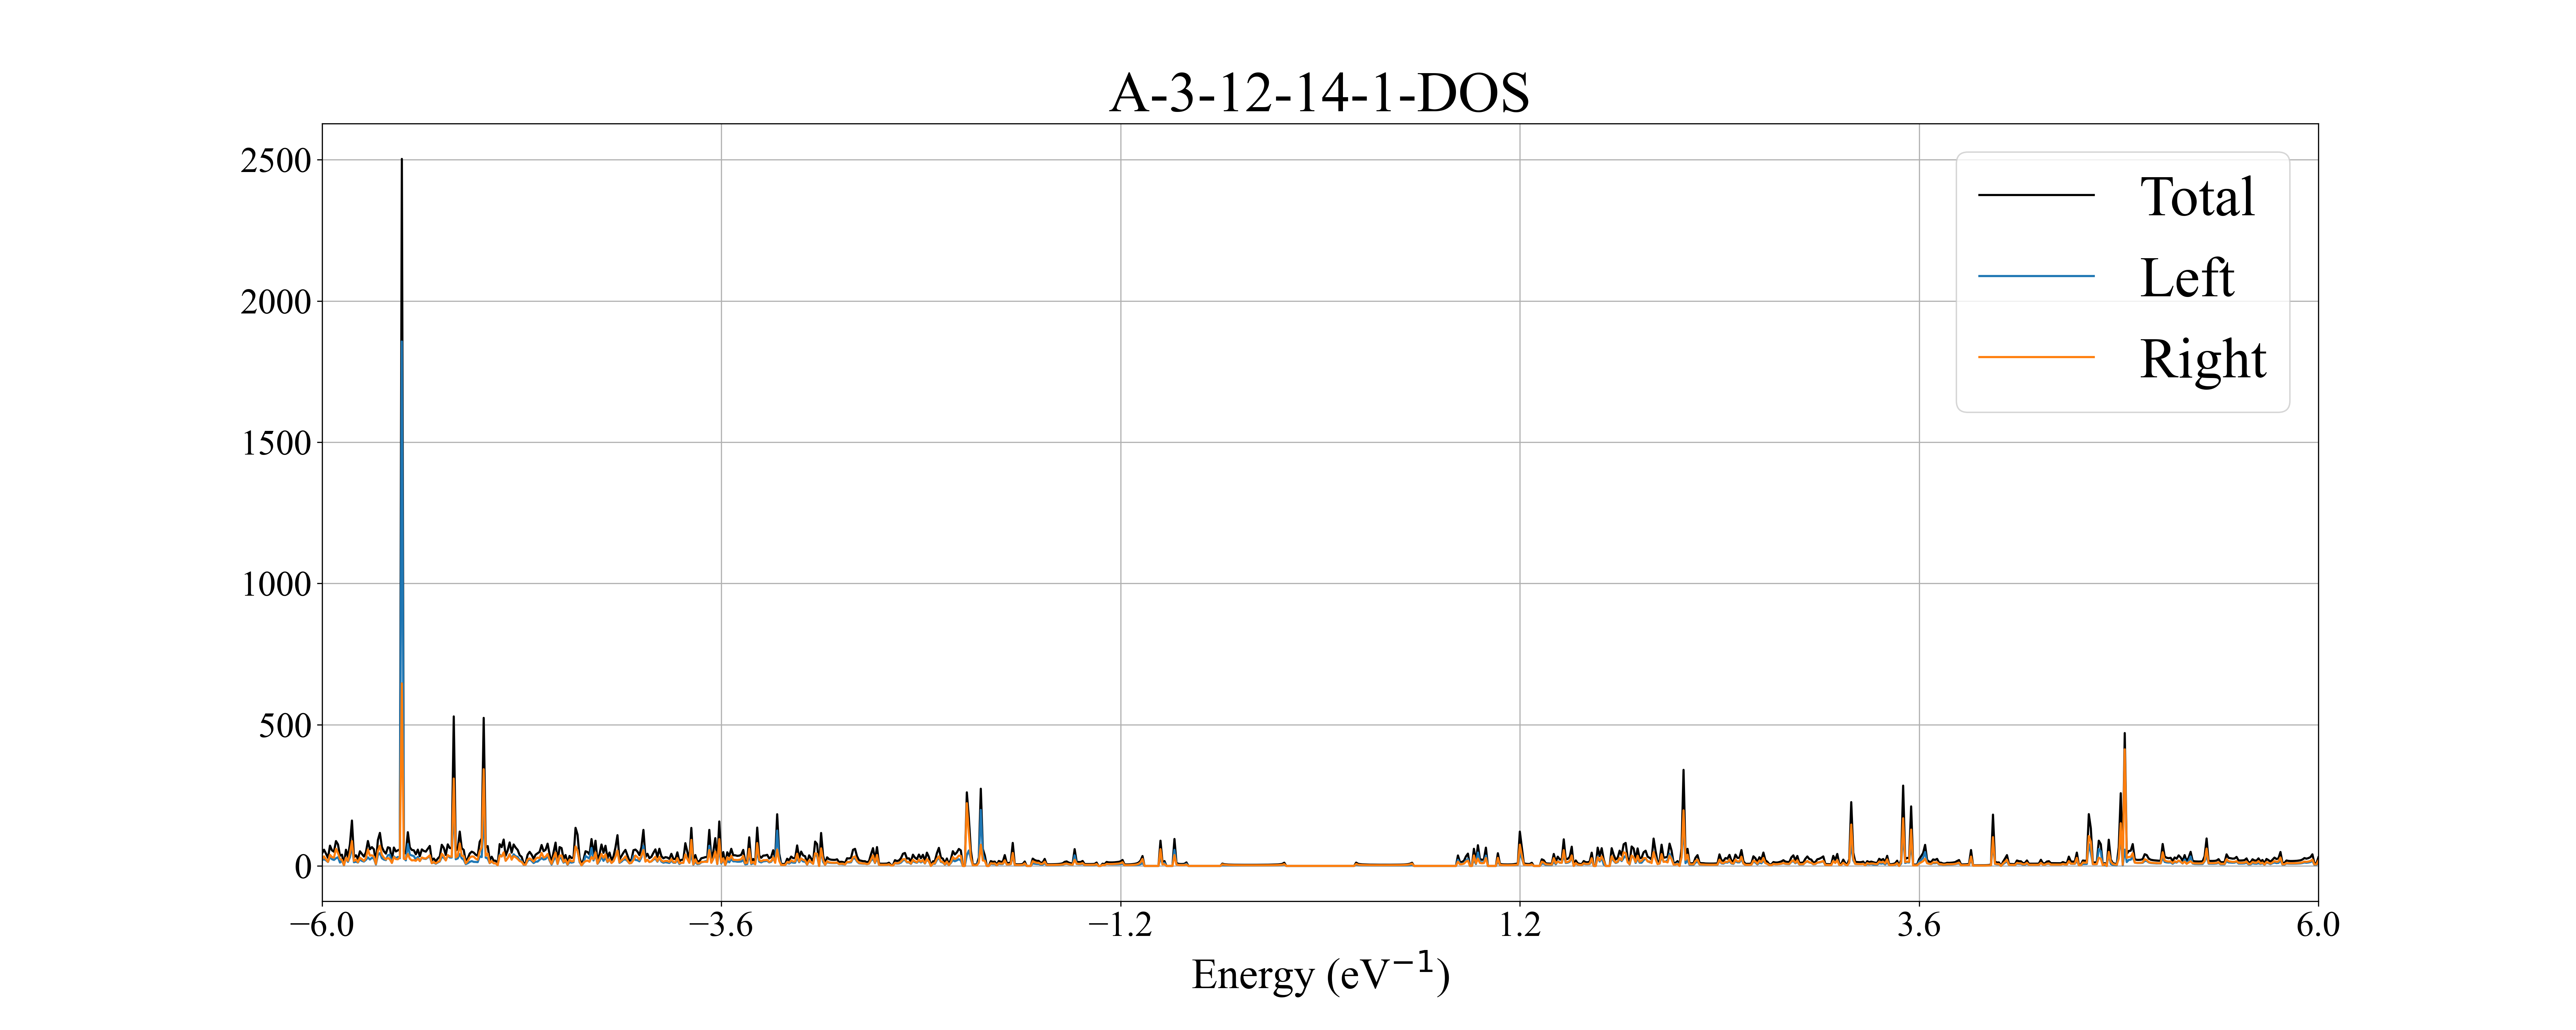 A-3-12-14-1-DOS
2500
2000
1500
1000
500
0
−6.0 −3.6 −1.2 1.2 3.6 6.0
Energy (eV⁻¹)
Total
Left
Right